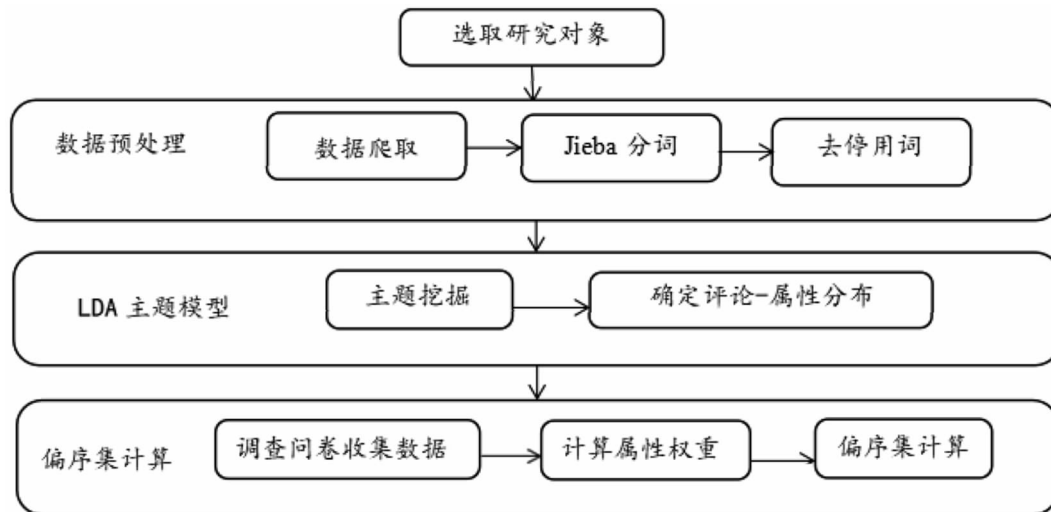 选取研究对象
数据预处理
数据爬取
Jieba 分词
去停用词
LDA 主题模型
主题挖掘
确定评论-属性分布
偏序集计算
调查问卷收集数据
计算属性权重
偏序集计算